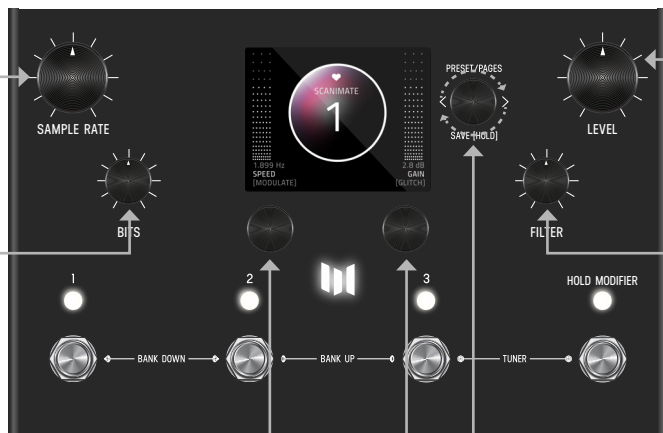 PRESET/PAGES
SCANIMATE
1
SAMPLE RATE
LEVEL
SAVE [HOLD]
1.899 Hz
SPEED
[MODULATE]
2.8 dB
GAIN
[GLITCH]
BITS
FILTER
1
2
3
HOLD MODIFIER
BANK DOWN
BANK UP
TUNER